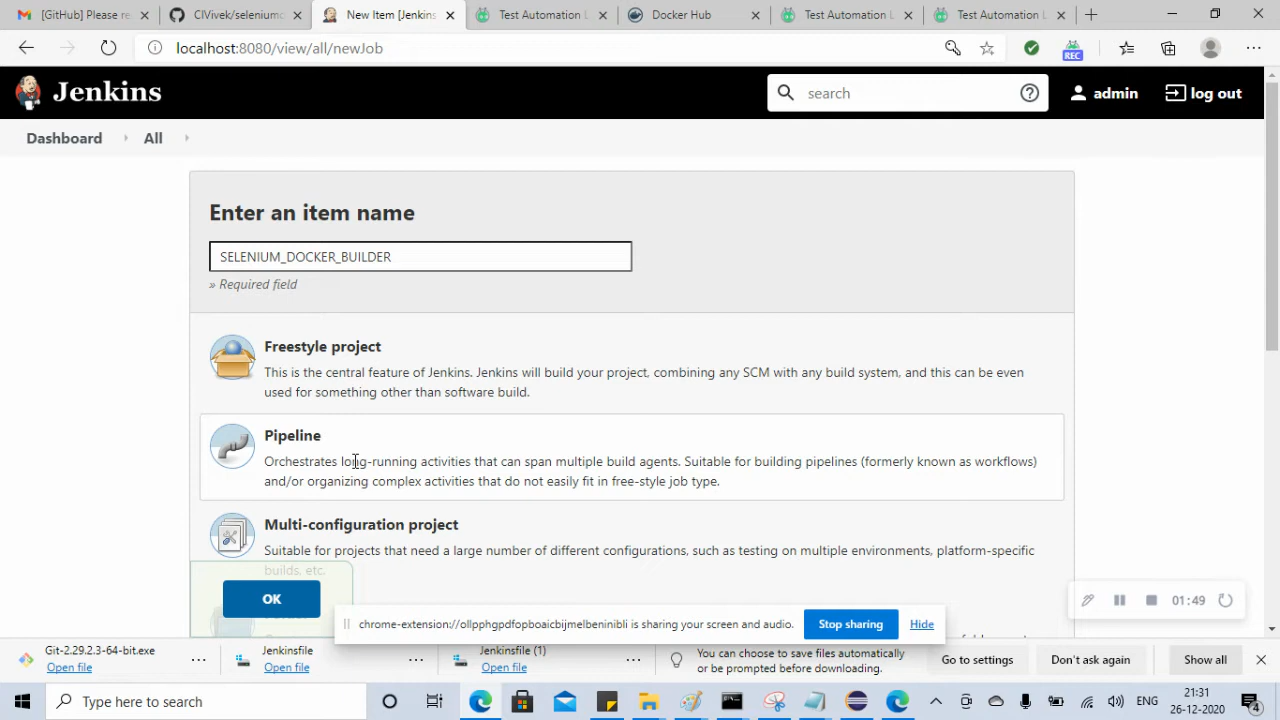 [GitHub] Please re
CIVivek/seleniumc
New Item [Jenkins
Test Automation L
Docker Hub
Test Automation L
Test Automation L
localhost:8080/view/all/newJob
REC
Jenkins
search
admin
log out
Dashboard
All
Enter an item name
SELENIUM_DOCKER_BUILDER
» Required field
Freestyle project
This is the central feature of Jenkins. Jenkins will build your project, combining any SCM with any build system, and this can be even
used for something other than software build.
Pipeline
Orchestrates long-running activities that can span multiple build agents. Suitable for building pipelines (formerly known as workflows)
and/or organizing complex activities that do not easily fit in free-style job type.
Multi-configuration project
Suitable for projects that need a large number of different configurations, such as testing on multiple environments, platform-specific
builds, etc.
OK
01:49
chrome-extension://ollpphgpdfopboaicbijmelbeninibli is sharing your screen and audio.
Stop sharing
Hide
Git-2.29.2.3-64-bit.exe
Open file
Jenkinsfile
Open file
Jenkinsfile (1)
Open file
You can choose to save files automatically
or be prompted before downloading.
Go to settings
Don't ask again
Show all
Type here to search
ENG
21:31
26-12-2020
4